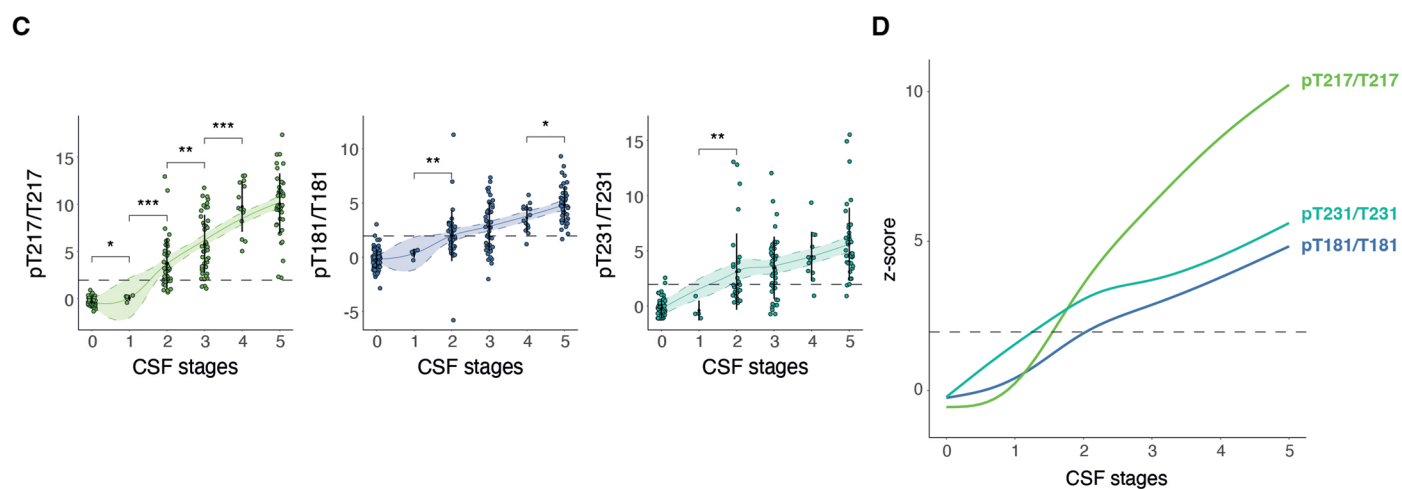 C
pT217/T217
15
10
5
0
*
***
**
***
0 1 2 3 4 5
CSF stages
pT181/T181
10
5
0
-5
**
*
0 1 2 3 4 5
CSF stages
pT231/T231
15
10
5
0
**
0 1 2 3 4 5
CSF stages
D
z-score
10
5
0
pT217/T217
pT231/T231
pT181/T181
0 1 2 3 4 5
CSF stages